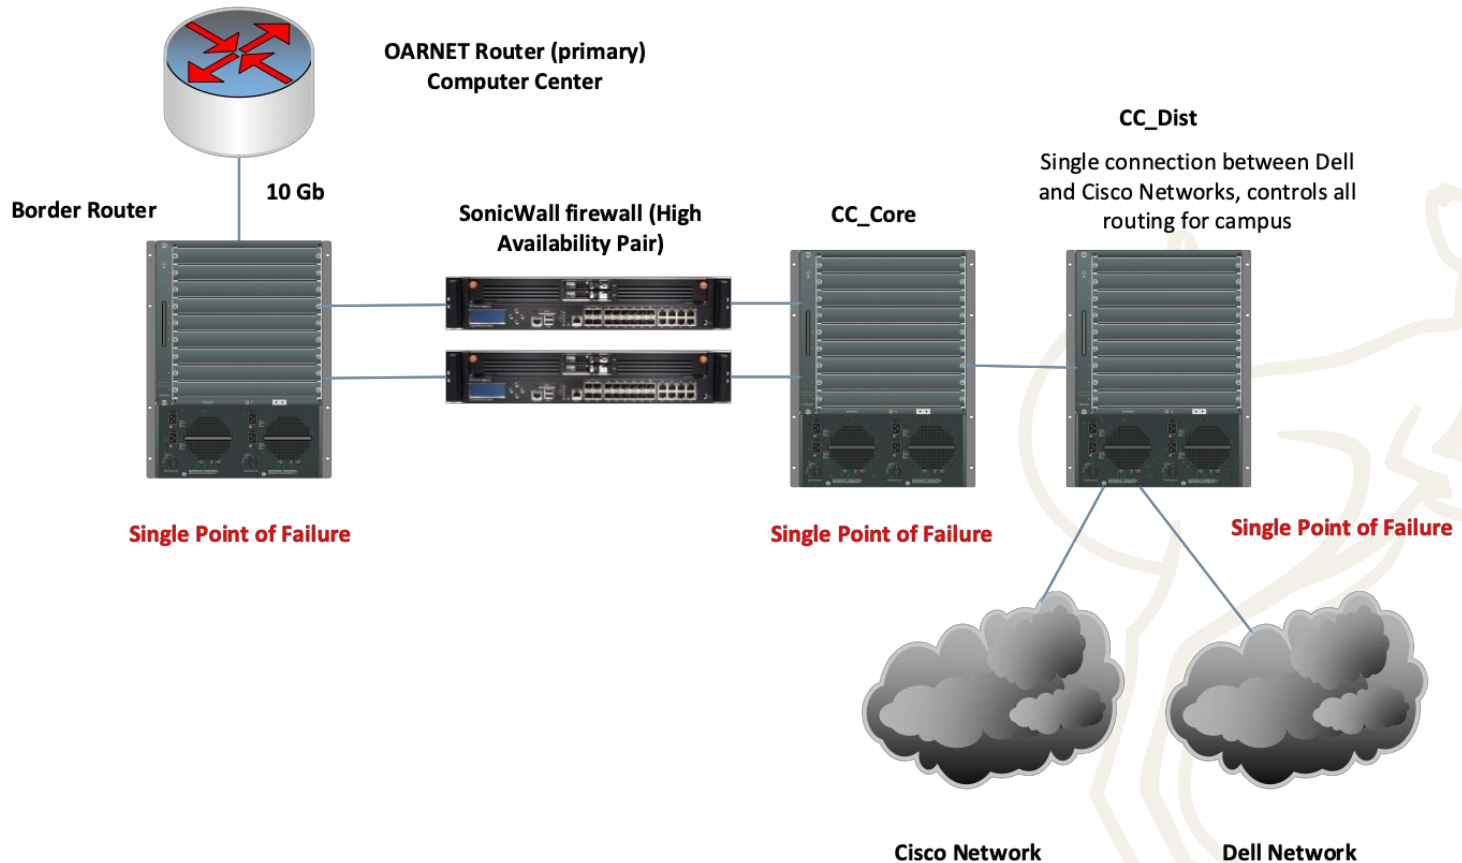 OARNET Router (primary)
Computer Center
CC_Dist
Single connection between Dell
and Cisco Networks, controls all
routing for campus
10 Gb
Border Router
SonicWall firewall (High
Availability Pair)
CC_Core
Single Point of Failure
Single Point of Failure
Single Point of Failure
Cisco Network
Dell Network